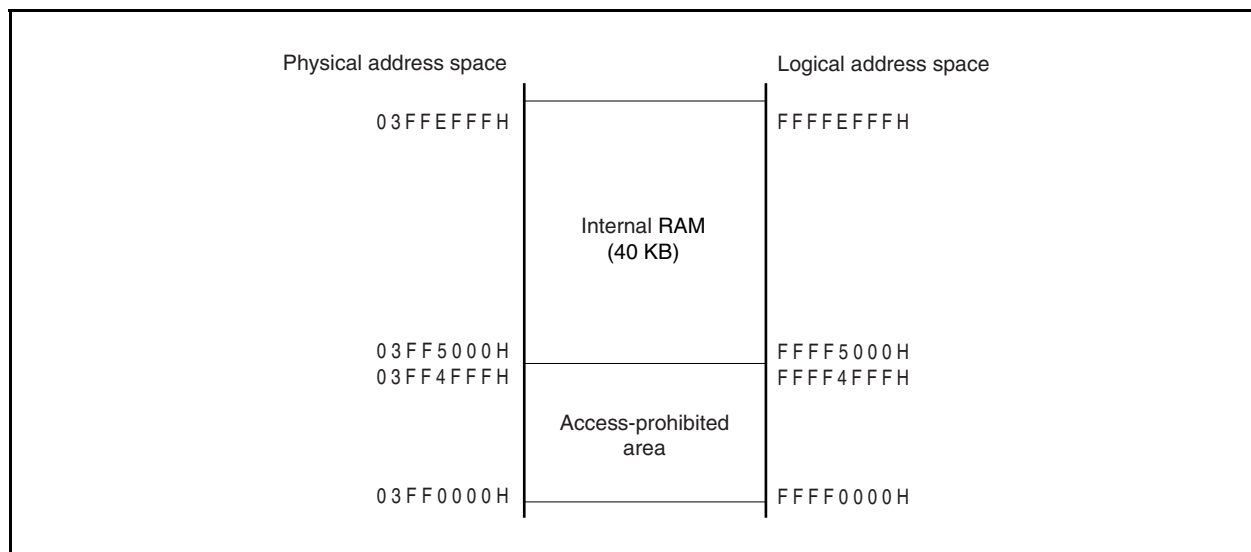 Physical address space Logical address space
03FFEFFFH FFFFEFFFH
Internal RAM
(40 KB)
03FF5000H FFFF5000H
03FF4FFFH FFFF4FFFH
Access-prohibited
area
03FF0000H FFFF0000H